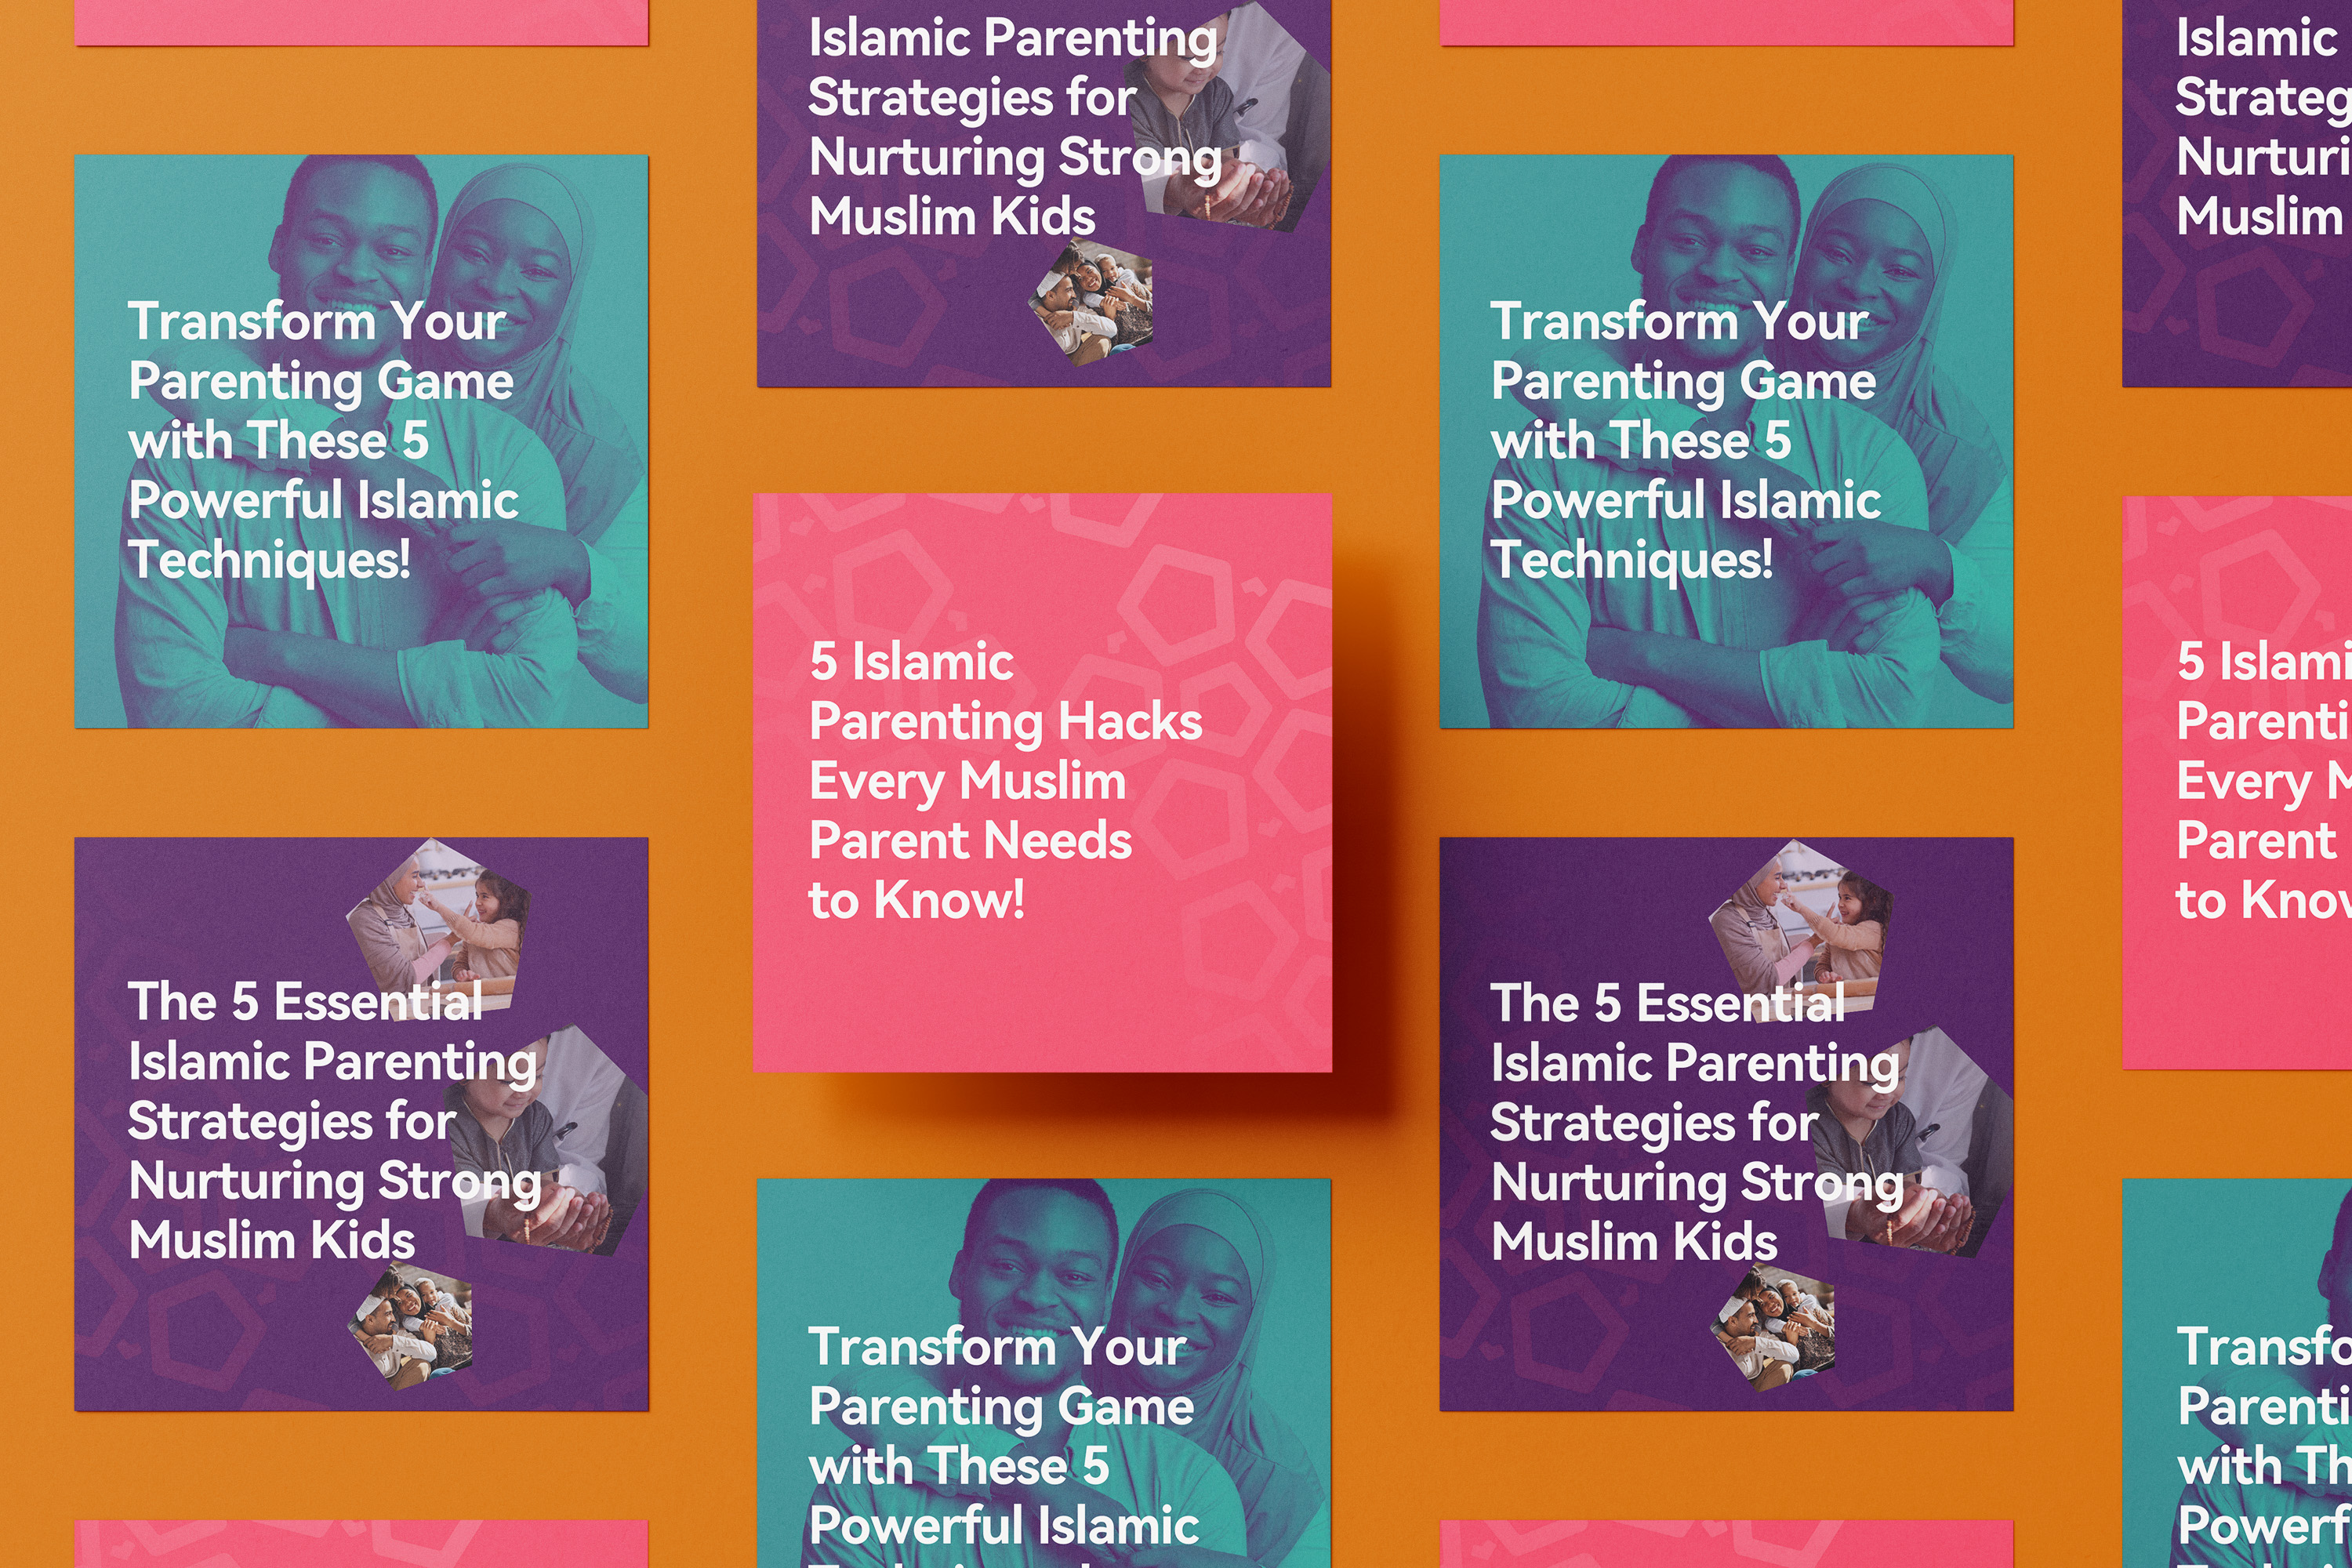 Islamic Parenting
Strategies for
Nurturing Strong
Muslim Kids
Islamic
Strateg
Nurturi
Muslim
Transform Your
Parenting Game
with These 5
Powerful Islamic
Techniques!
Transform Your
Parenting Game
with These 5
Powerful Islamic
Techniques!
5 Islamic
Parenting Hacks
Every Muslim
Parent Needs
to Know!
5 Islami
Parenti
Every M
Parent
to Know
The 5 Essential
Islamic Parenting
Strategies for
Nurturing Strong
Muslim Kids
The 5 Essential
Islamic Parenting
Strategies for
Nurturing Strong
Muslim Kids
Transform Your
Parenting Game
with These 5
Powerful Islamic
Transfo
Parenti
with Th
Powerf